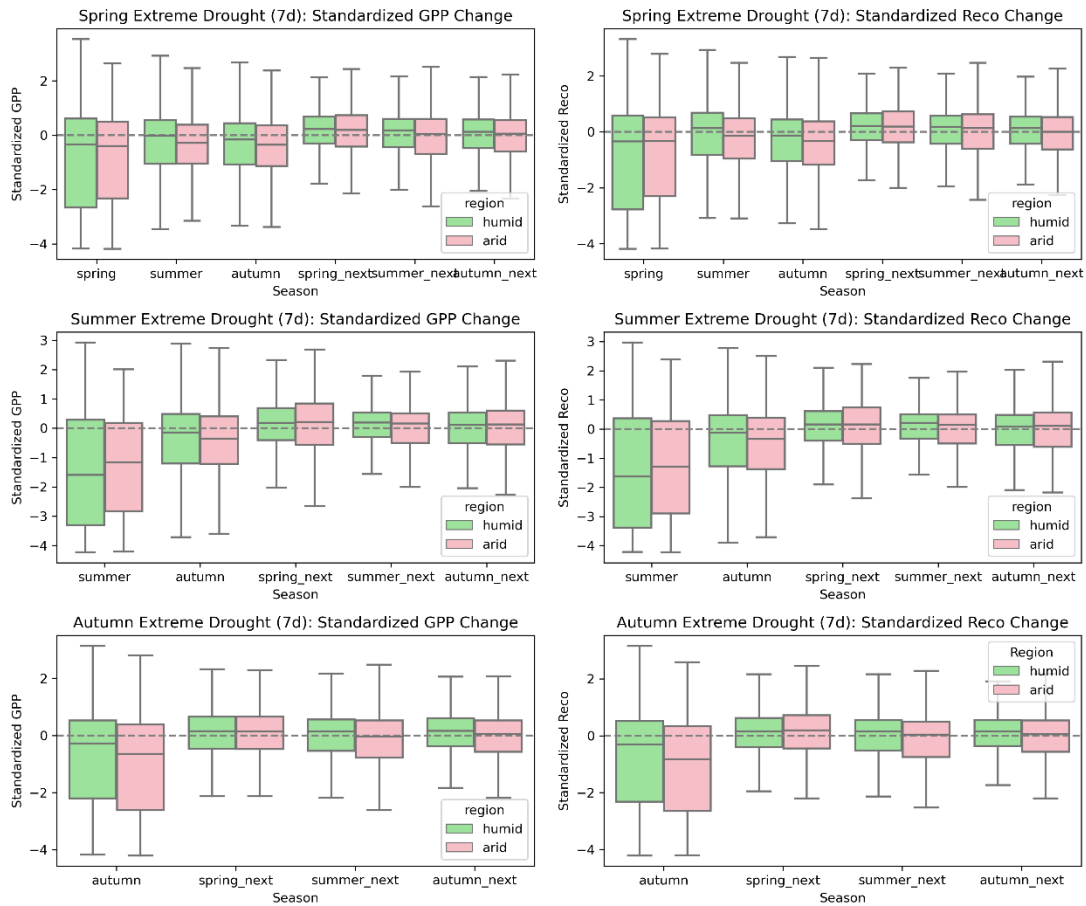 Spring Extreme Drought (7d): Standardized GPP Change
Standardized GPP
2
0
−2
−4
region
humid
arid
spring
summer
autumn
spring_next
summer_next
autumn_next
Season
Spring Extreme Drought (7d): Standardized Reco Change
Standardized Reco
2
0
−2
−4
region
humid
arid
spring
summer
autumn
spring_next
summer_next
autumn_next
Season
Summer Extreme Drought (7d): Standardized GPP Change
Standardized GPP
3
2
1
0
−1
−2
−3
−4
region
humid
arid
summer
autumn
spring_next
summer_next
autumn_next
Season
Summer Extreme Drought (7d): Standardized Reco Change
Standardized Reco
3
2
1
0
−1
−2
−3
−4
region
humid
arid
summer
autumn
spring_next
summer_next
autumn_next
Season
Autumn Extreme Drought (7d): Standardized GPP Change
Standardized GPP
2
0
−2
−4
region
humid
arid
autumn
spring_next
summer_next
autumn_next
Season
Autumn Extreme Drought (7d): Standardized Reco Change
Standardized Reco
2
0
−2
−4
Region
humid
arid
autumn
spring_next
summer_next
autumn_next
Season